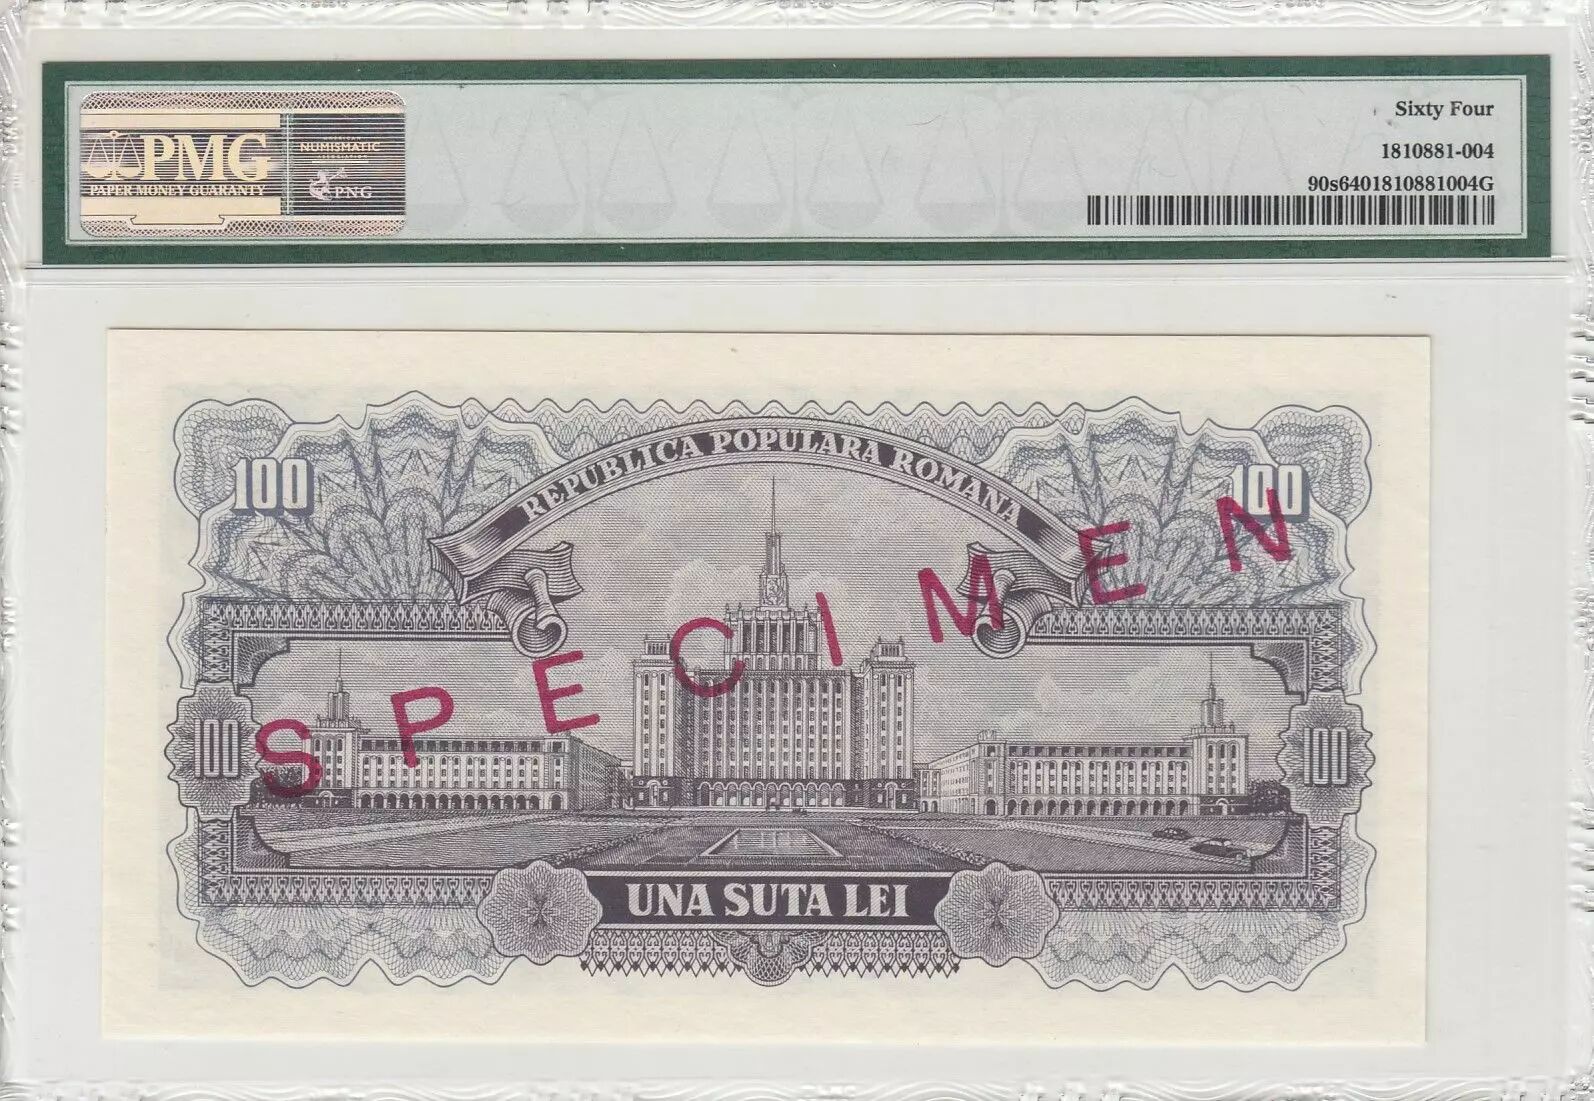 PMG
PAPER MONEY GUARANTY
NUMISMATIC
PNG
Sixty Four
1810881-004
90s6401810881004G
REPUBLICA POPULARA ROMANA
100
100
SPECIMEN
100
100
UNA SUTA LEI